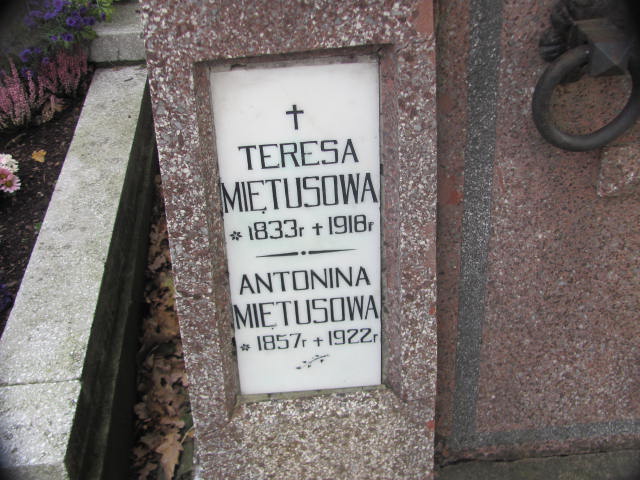 TERESA
MIĘTUSOWA
* 1833r + 1918r
ANTONINA
MIĘTUSOWA
* 1857r + 1922r